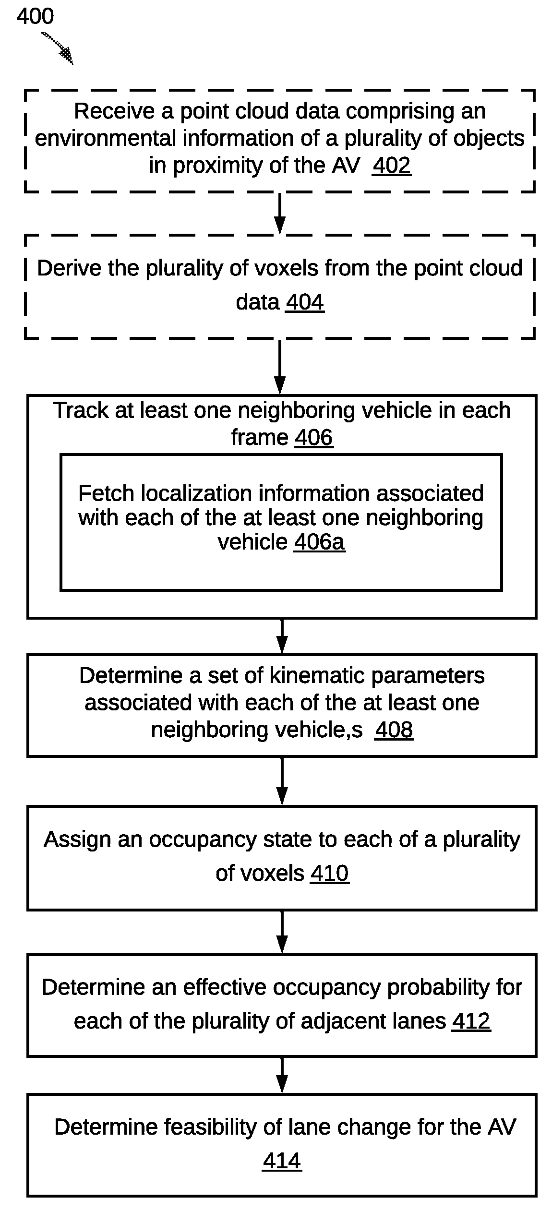 400
Receive a point cloud data comprising an
environmental information of a plurality of objects
in proximity of the AV 402
Derive the plurality of voxels from the point cloud
data 404
Track at least one neighboring vehicle in each
frame 406
Fetch localization information associated
with each of the at least one neighboring
vehicle 406a
Determine a set of kinematic parameters
associated with each of the at least one
neighboring vehicle,s 408
Assign an occupancy state to each of a plurality
of voxels 410
Determine an effective occupancy probability for
each of the plurality of adjacent lanes 412
Determine feasibility of lane change for the AV
414